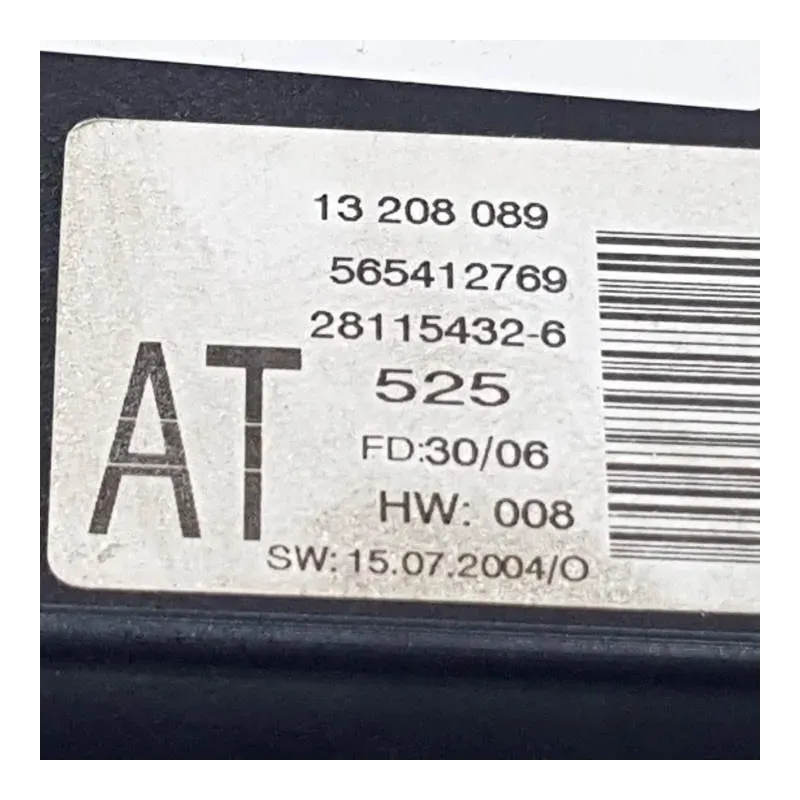 13 208 089
565412769
28115432-6
AT
525
FD:30/06
HW: 008
SW: 15.07.2004/O